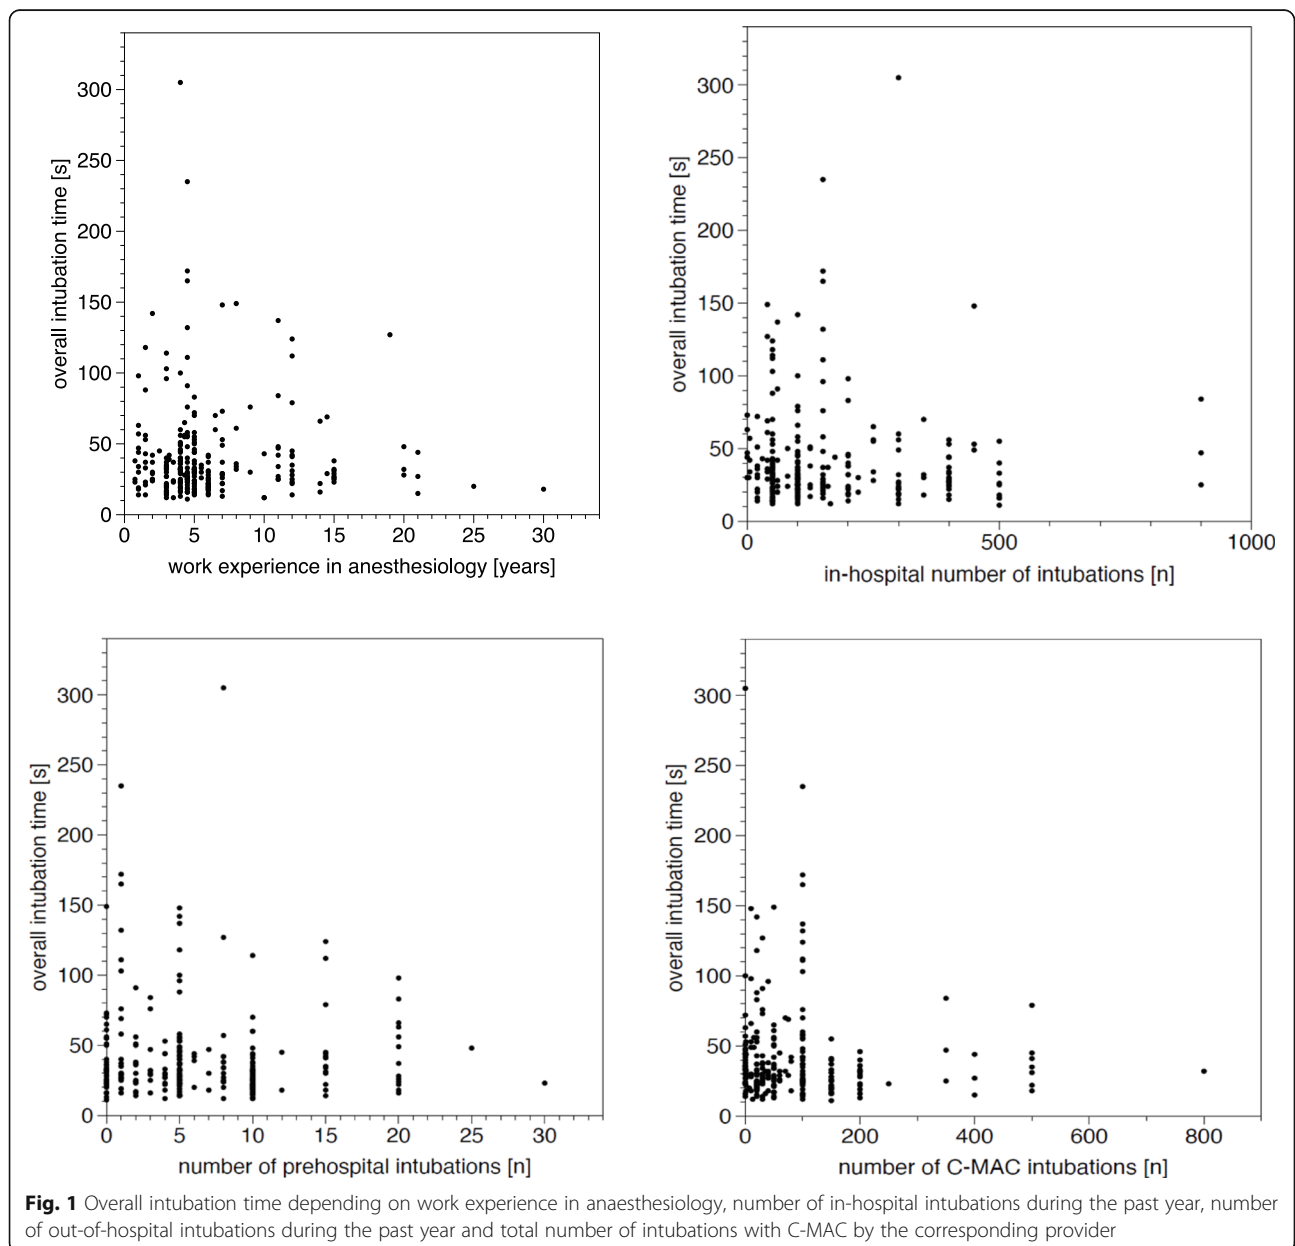 300
250
200
150
100
50
0
overall intubation time [s]
0 5 10 15 20 25 30
work experience in anesthesiology [years]
300
250
200
150
100
50
0
overall intubation time [s]
0 500 1000
in-hospital number of intubations [n]
300
250
200
150
100
50
0
overall intubation time [s]
0 5 10 15 20 25 30
number of prehospital intubations [n]
300
250
200
150
100
50
0
overall intubation time [s]
0 200 400 600 800
number of C-MAC intubations [n]
Fig. 1 Overall intubation time depending on work experience in anaesthesiology, number of in-hospital intubations during the past year, number
of out-of-hospital intubations during the past year and total number of intubations with C-MAC by the corresponding provider